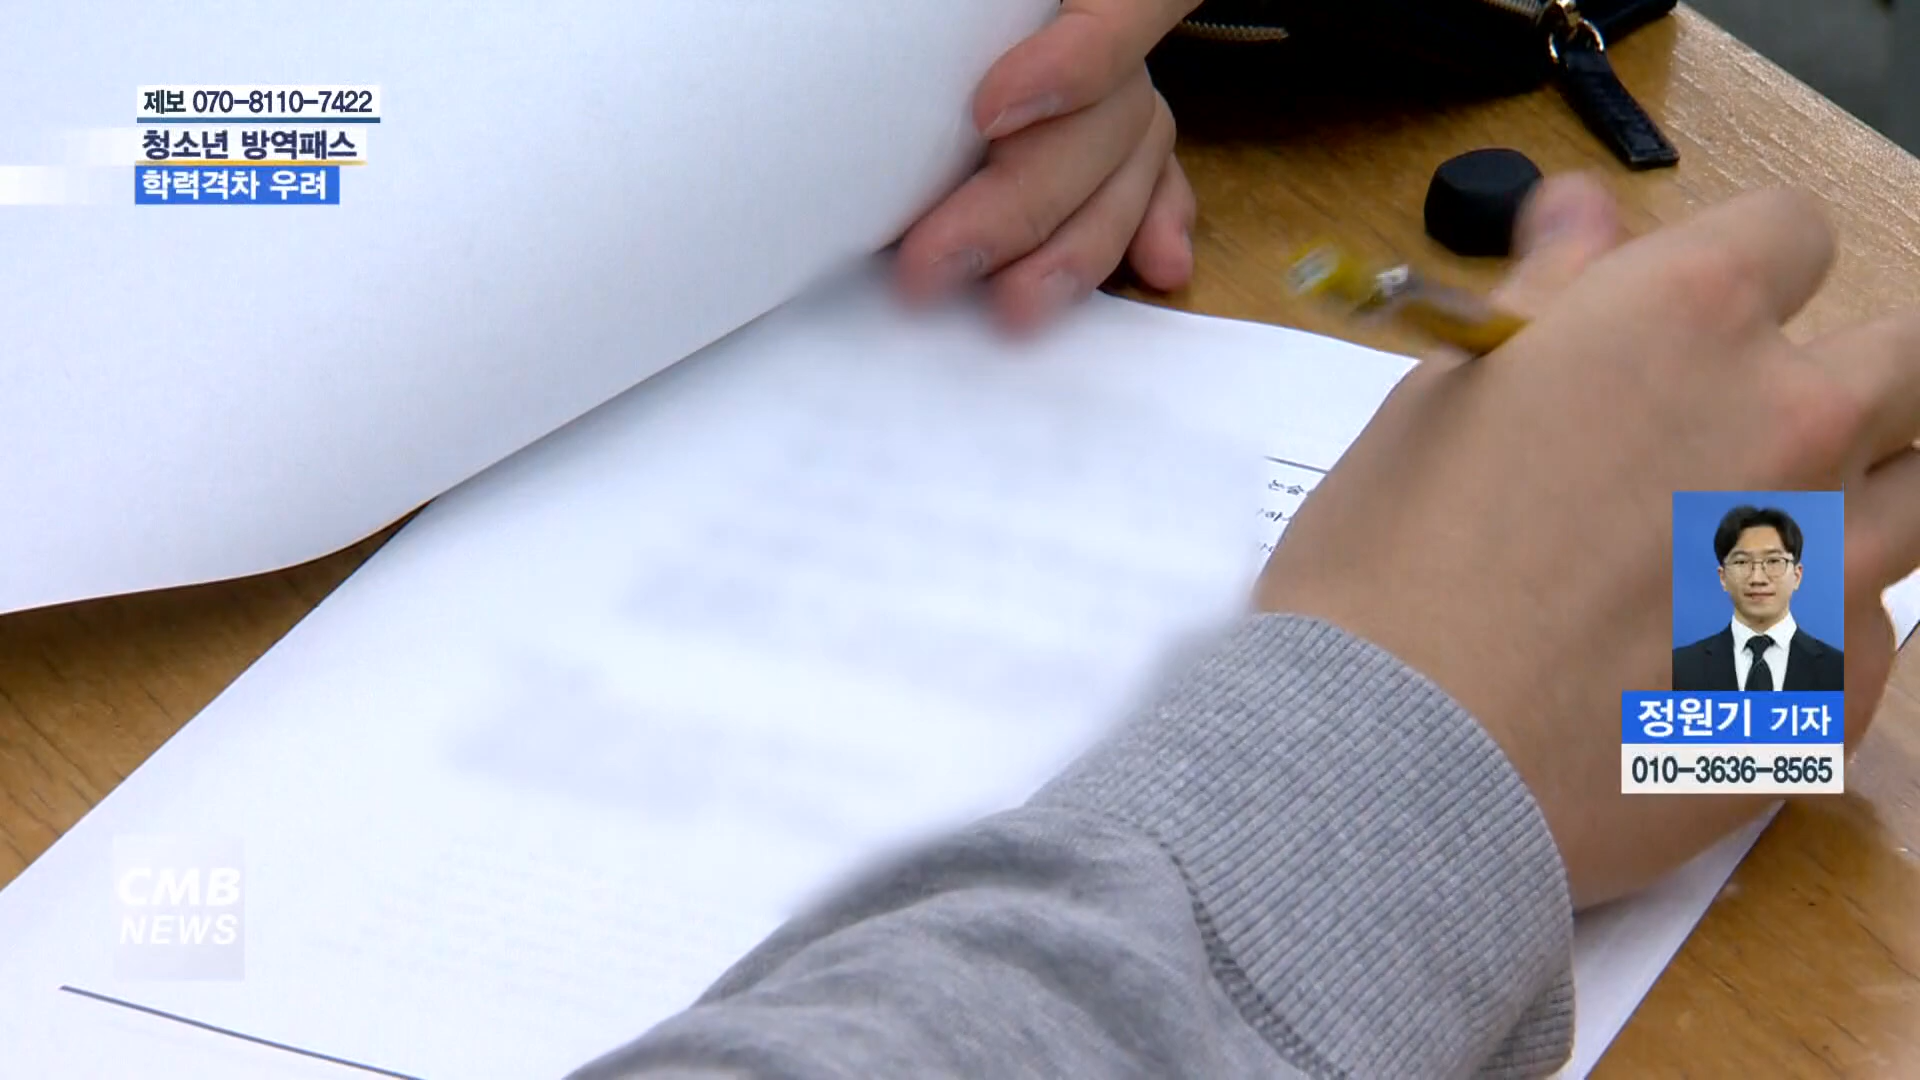 제보 070-8110-7422
청소년 방역패스
학력격차 우려
정원기 기자
010-3636-8565
CMB
NEWS